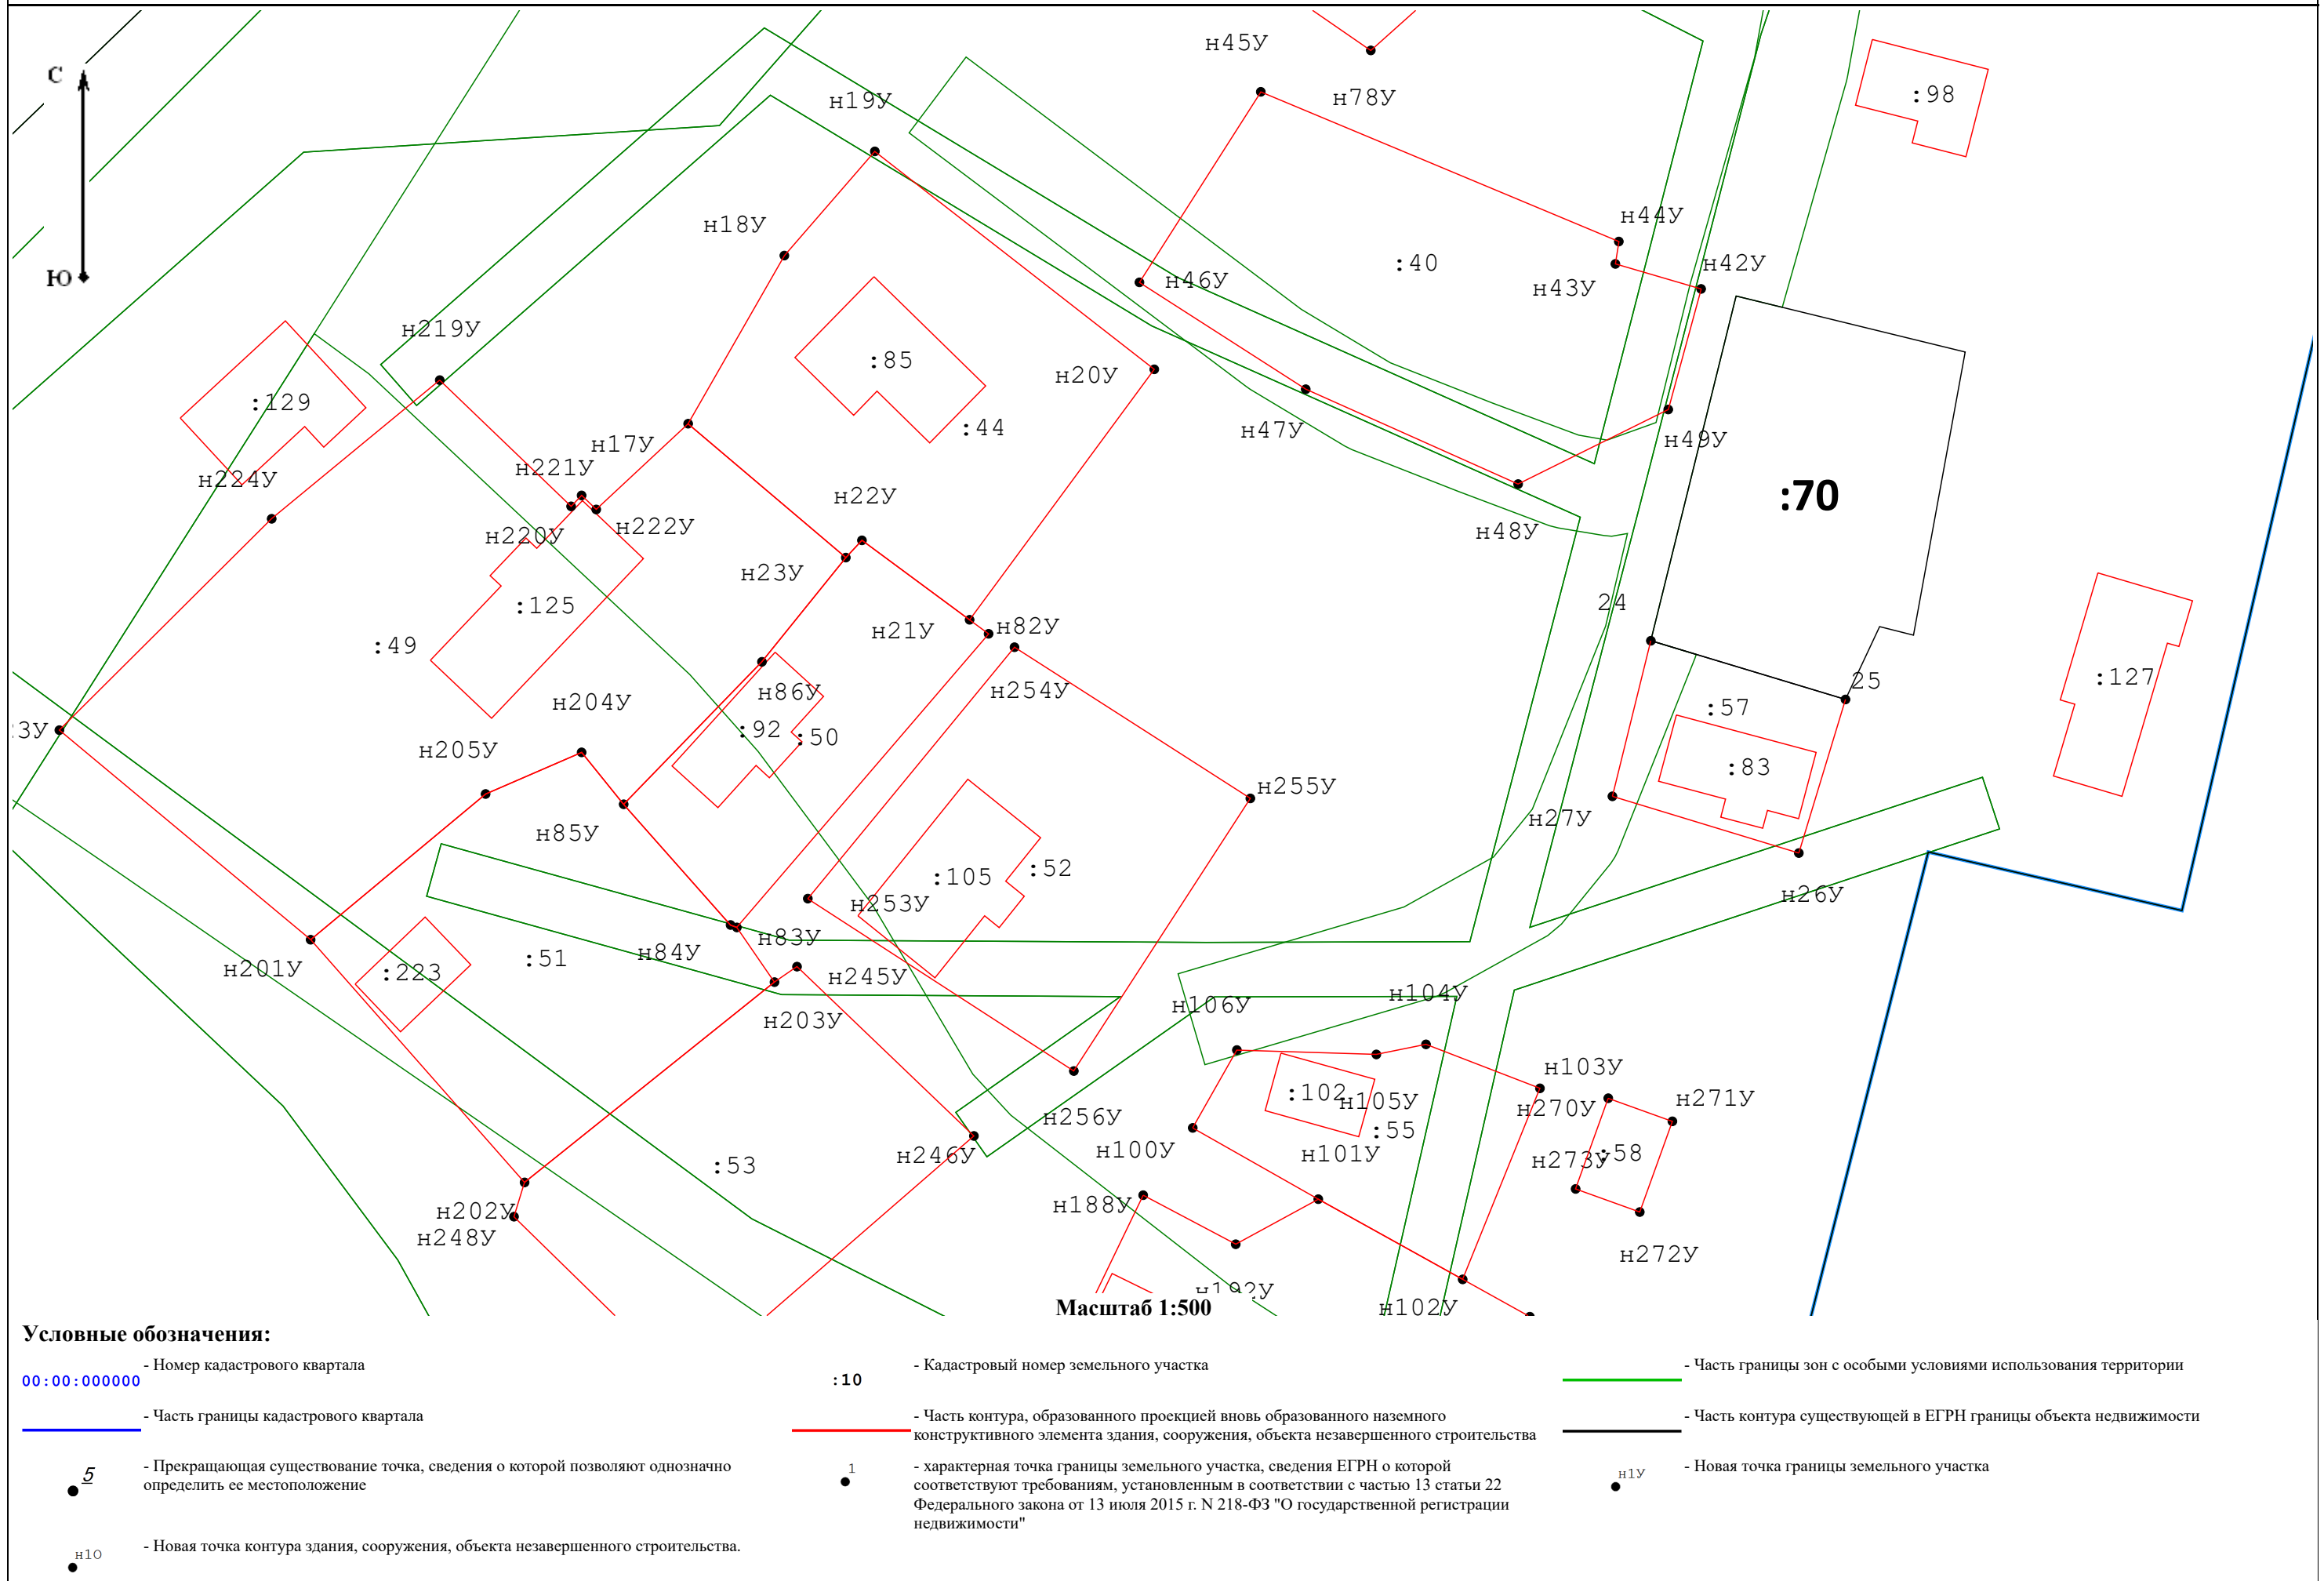 С
Ю
н45У
н78У
:98
н19У
н18У
н44У
н42У
:40
н46У
н43У
н219У
:85
н20У
:129
:44
н47У
н17У
н49У
н221У
н224У
н22У
:70
н220У
н222У
н48У
н23У
:125
24
н21У
н82У
:49
н86У
н254У
25
:127
н204У
:57
3У
:92
:50
н205У
:83
н255У
н85У
н27У
:105
:52
н253У
н26У
н83У
н84У
:51
н201У
:223
н245У
н104У
н106У
н203У
н103У
:102
н105У
н270У
н271У
н256У
:55
н100У
н101У
н246У
н273У
:58
:53
н188У
н202У
н248У
н272У
н192У
н102У
Масштаб 1:500
Условные обозначения:
00:00:000000 - Номер кадастрового квартала
:10 - Кадастровый номер земельного участка
- Часть границы зон с особыми условиями использования территории
- Часть границы кадастрового квартала
- Часть контура, образованного проекцией вновь образованного наземного
конструктивного элемента здания, сооружения, объекта незавершенного строительства
- Часть контура существующей в ЕГРН границы объекта недвижимости
5 - Прекращающая существование точка, сведения о которой позволяют однозначно
определить ее местоположение
1 - характерная точка границы земельного участка, сведения ЕГРН о которой
соответствуют требованиям, установленным в соответствии с частью 13 статьи 22
Федерального закона от 13 июля 2015 г. N 218-ФЗ "О государственной регистрации
недвижимости"
н1У - Новая точка границы земельного участка
н1О - Новая точка контура здания, сооружения, объекта незавершенного строительства.